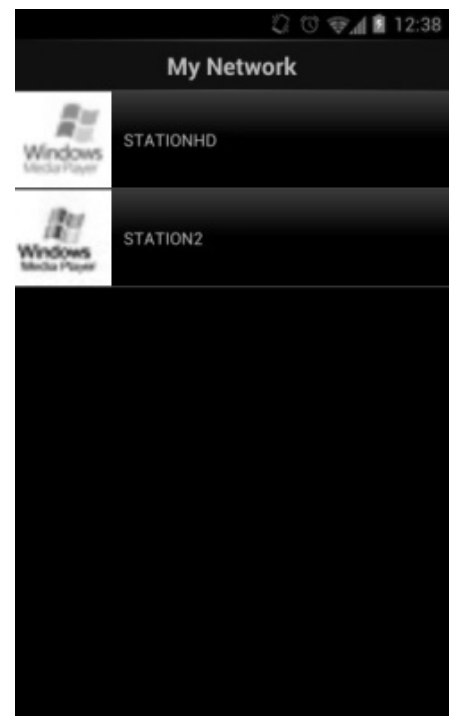 12:38
My Network
Windows
Media Player
STATIONHD
Windows
Media Player
STATION2